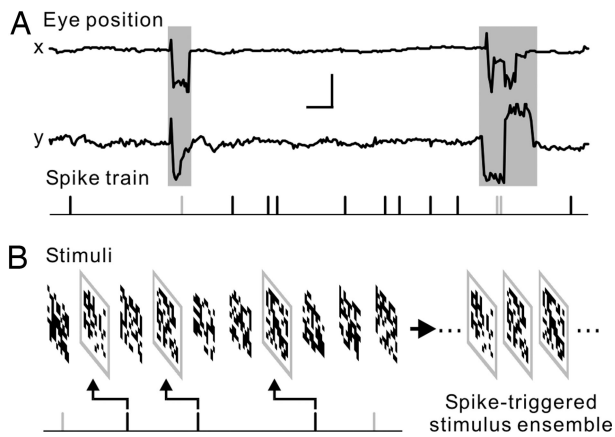 A
Eye position
x
y
Spike train
B
Stimuli
...
...
Spike-triggered
stimulus ensemble